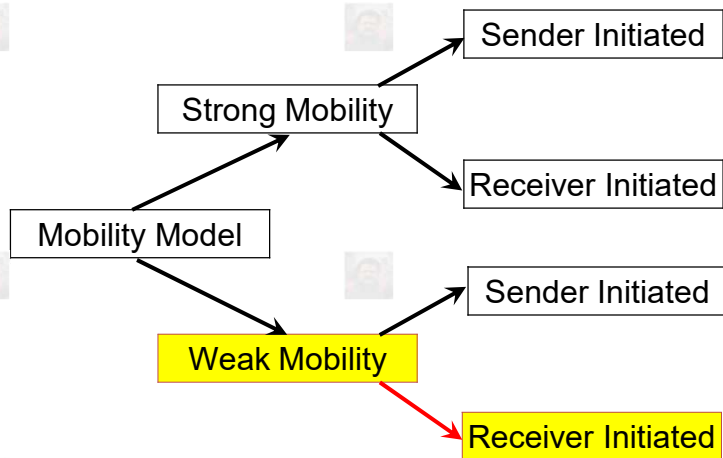 Sender Initiated
Strong Mobility
Receiver Initiated
Mobility Model
Sender Initiated
Weak Mobility
Receiver Initiated